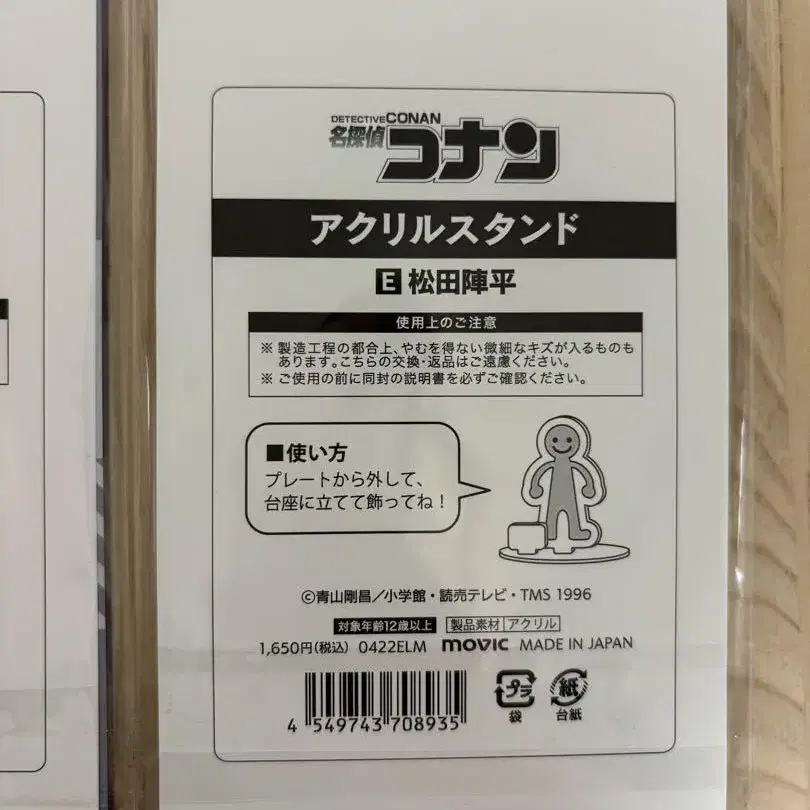 DETECTIVE CONAN
名探偵コナン
アクリルスタンド
E 松田陣平
使用上のご注意
※ 製造工程の都合上、やむを得ない微細なキズが入るものも
あります。こちらの交換・返品はご遠慮ください。
※ ご使用の前に同封の説明書を必ずご確認ください。
■使い方
プレートから外して、
台座に立てて飾ってね！
©青山剛昌／小学館・読売テレビ・TMS 1996
対象年齢12歳以上 製品素材 アクリル
1,650円(税込) 0422ELM movic MADE IN JAPAN
4 549743 708935
プラ 紙
袋 台紙